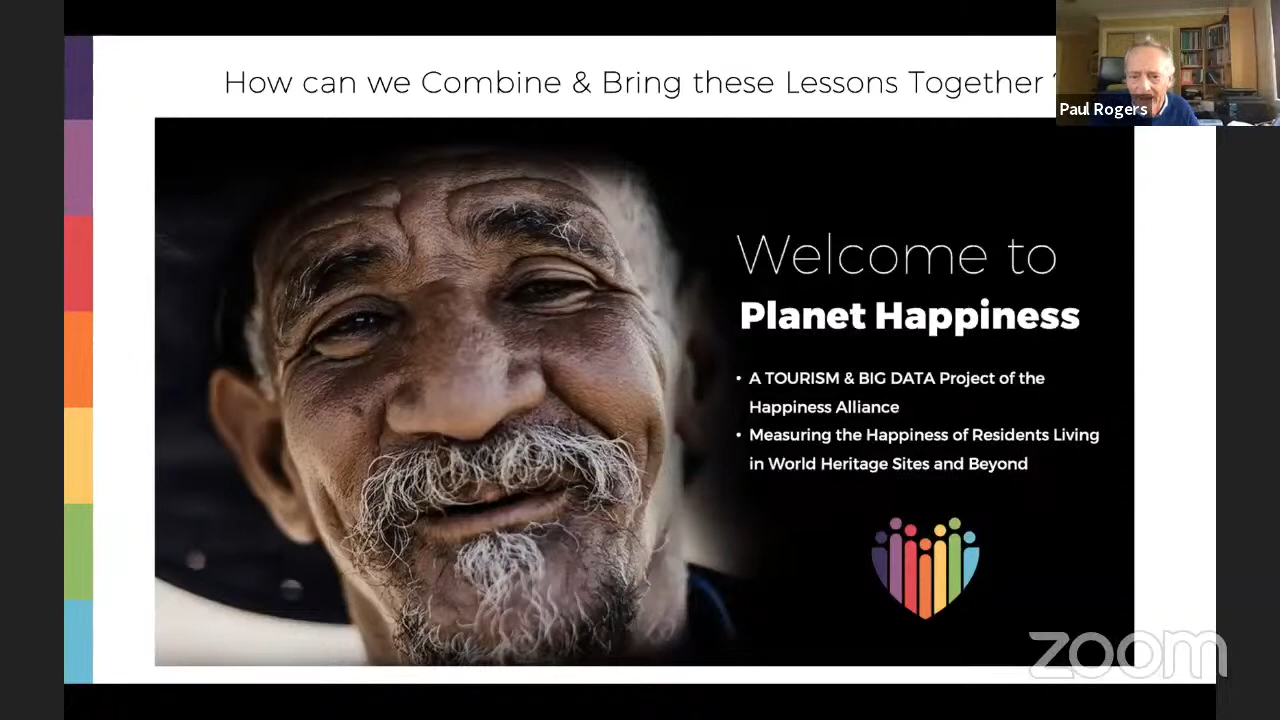 How can we Combine & Bring these Lessons Together ?
Paul Rogers
Welcome to
Planet Happiness
• A TOURISM & BIG DATA Project of the
Happiness Alliance
• Measuring the Happiness of Residents Living
in World Heritage Sites and Beyond
zoom